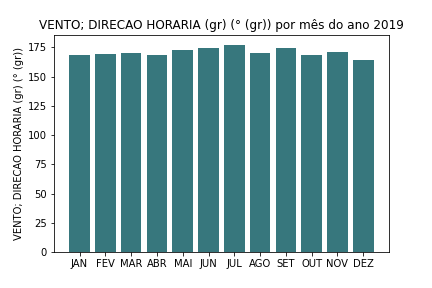 VENTO; DIRECAO HORARIA (gr) (° (gr)) por mês do ano 2019
VENTO; DIRECAO HORARIA (gr) (° (gr))
175
150
125
100
75
50
25
0
JAN FEV MAR ABR MAI JUN JUL AGO SET OUT NOV DEZ